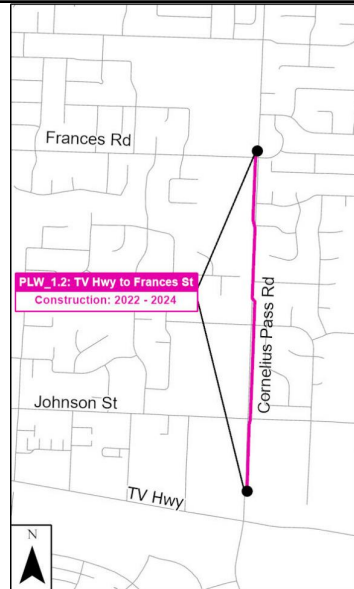 Frances Rd
PLW_1.2: TV Hwy to Frances St
Construction: 2022 - 2024
Cornelius Pass Rd
Johnson St
TV Hwy
N